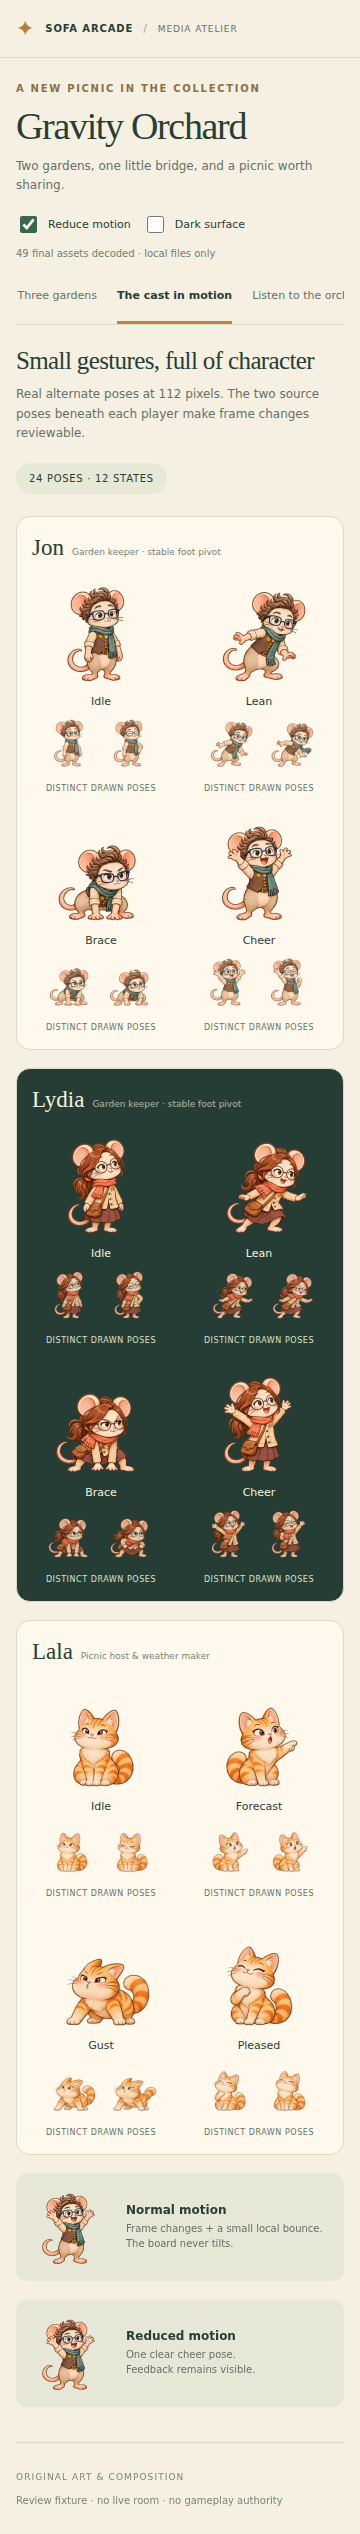 SOFA ARCADE / MEDIA ATELIER
A NEW PICNIC IN THE COLLECTION
Gravity Orchard
Two gardens, one little bridge, and a picnic worth
sharing.
Reduce motion Dark surface
49 final assets decoded · local files only
Three gardens The cast in motion Listen to the orcl
Small gestures, full of character
Real alternate poses at 112 pixels. The two source
poses beneath each player make frame changes
reviewable.
24 POSES · 12 STATES
Jon Garden keeper · stable foot pivot
Idle Lean
DISTINCT DRAWN POSES DISTINCT DRAWN POSES
Brace Cheer
DISTINCT DRAWN POSES DISTINCT DRAWN POSES
Lydia Garden keeper · stable foot pivot
Idle Lean
DISTINCT DRAWN POSES DISTINCT DRAWN POSES
Brace Cheer
DISTINCT DRAWN POSES DISTINCT DRAWN POSES
Lala Picnic host & weather maker
Idle Forecast
DISTINCT DRAWN POSES DISTINCT DRAWN POSES
Gust Pleased
DISTINCT DRAWN POSES DISTINCT DRAWN POSES
Normal motion
Frame changes + a small local bounce.
The board never tilts.
Reduced motion
One clear cheer pose.
Feedback remains visible.
ORIGINAL ART & COMPOSITION
Review fixture · no live room · no gameplay authority